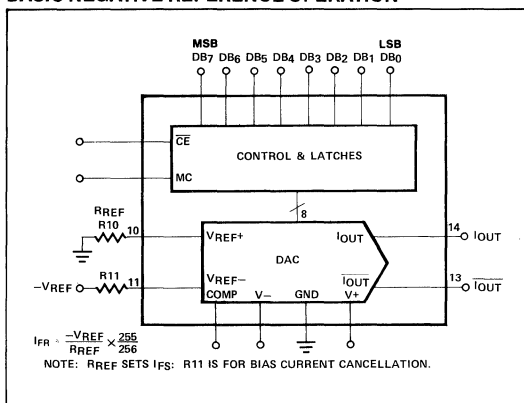 BASIC NEGATIVE REFERENCE OPERATION
MSB LSB
DB7 DB6 DB5 DB4 DB3 DB2 DB1 DB0
CE
CONTROL & LATCHES
MC
8
RREF
R10
10
VREF+
IOUT
14
IOUT
DAC
R11
11
-VREF
VREF-
IOUT
13
IOUT
COMP V- GND V+
IFR = -VREF/RREF × 255/256
NOTE: RREF SETS IFS: R11 IS FOR BIAS CURRENT CANCELLATION.